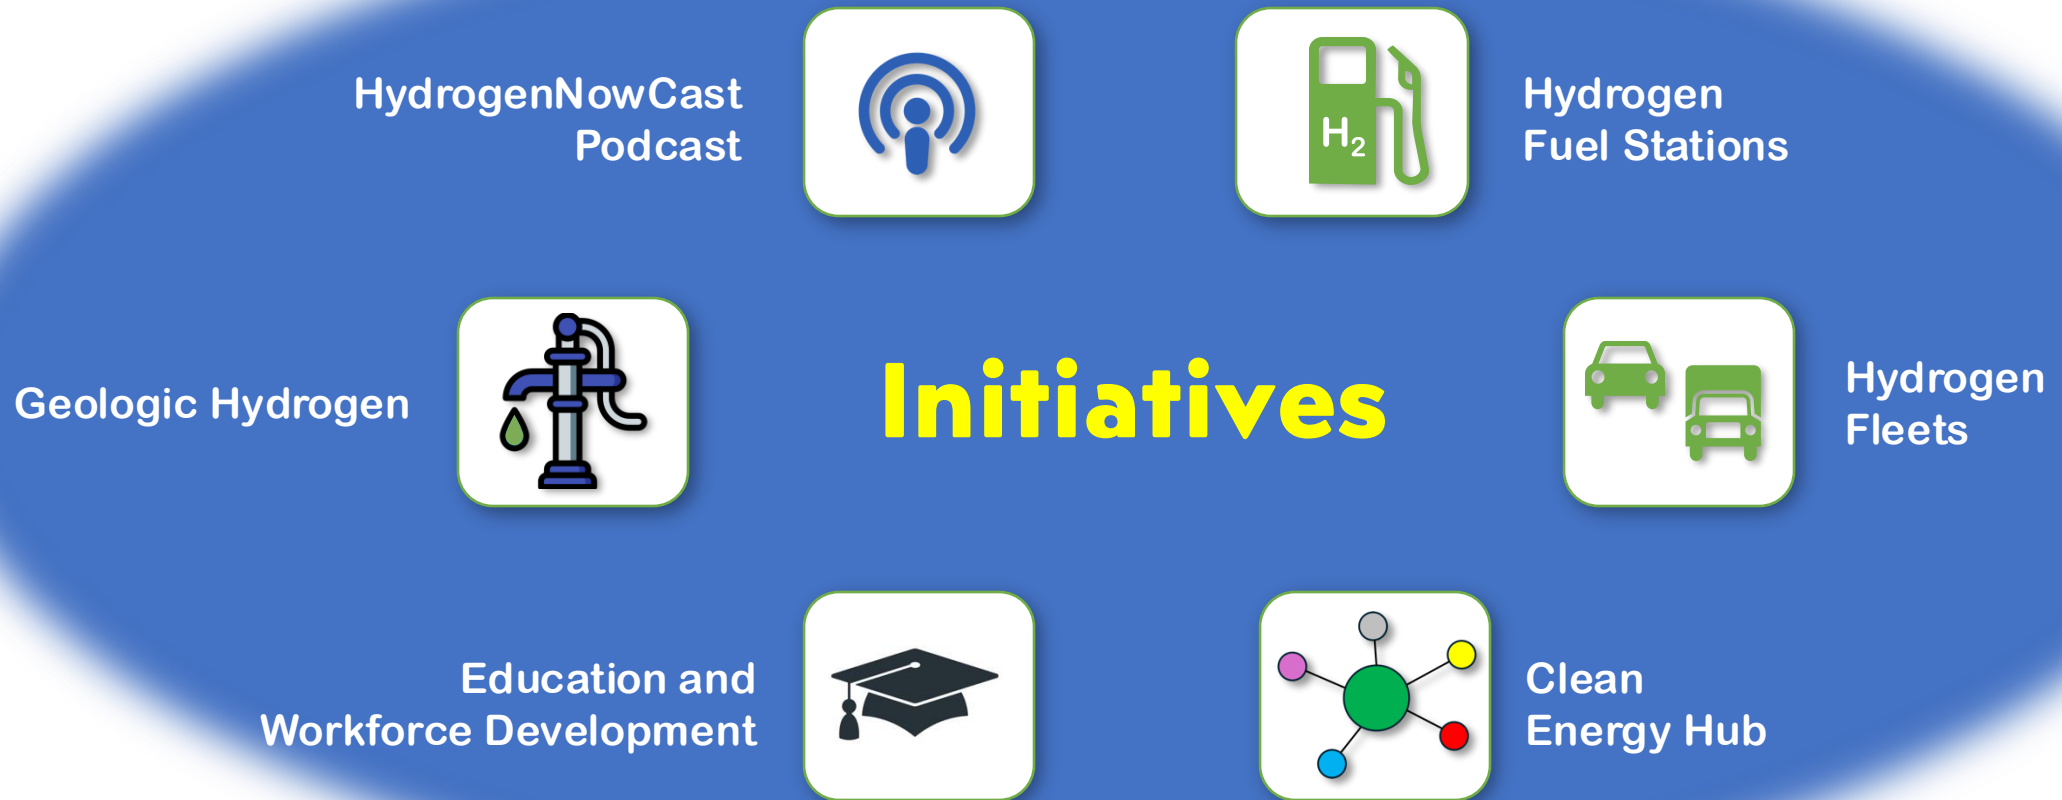 HydrogenNowCast
Podcast
H2
Hydrogen
Fuel Stations
Geologic Hydrogen
Initiatives
Hydrogen
Fleets
Education and
Workforce Development
Clean
Energy Hub